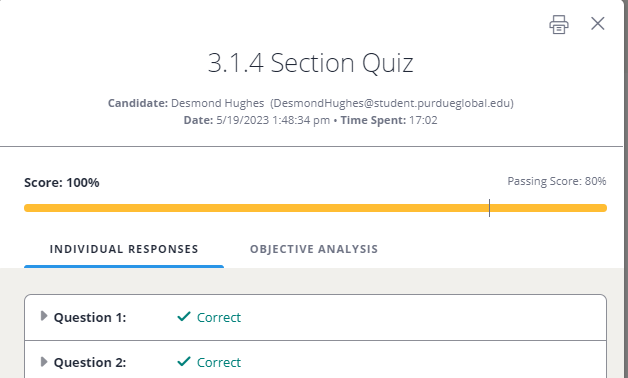 3.1.4 Section Quiz
Candidate: Desmond Hughes (DesmondHughes@student.purdueglobal.edu)
Date: 5/19/2023 1:48:34 pm • Time Spent: 17:02
Score: 100% Passing Score: 80%
INDIVIDUAL RESPONSES OBJECTIVE ANALYSIS
Question 1: Correct
Question 2: Correct